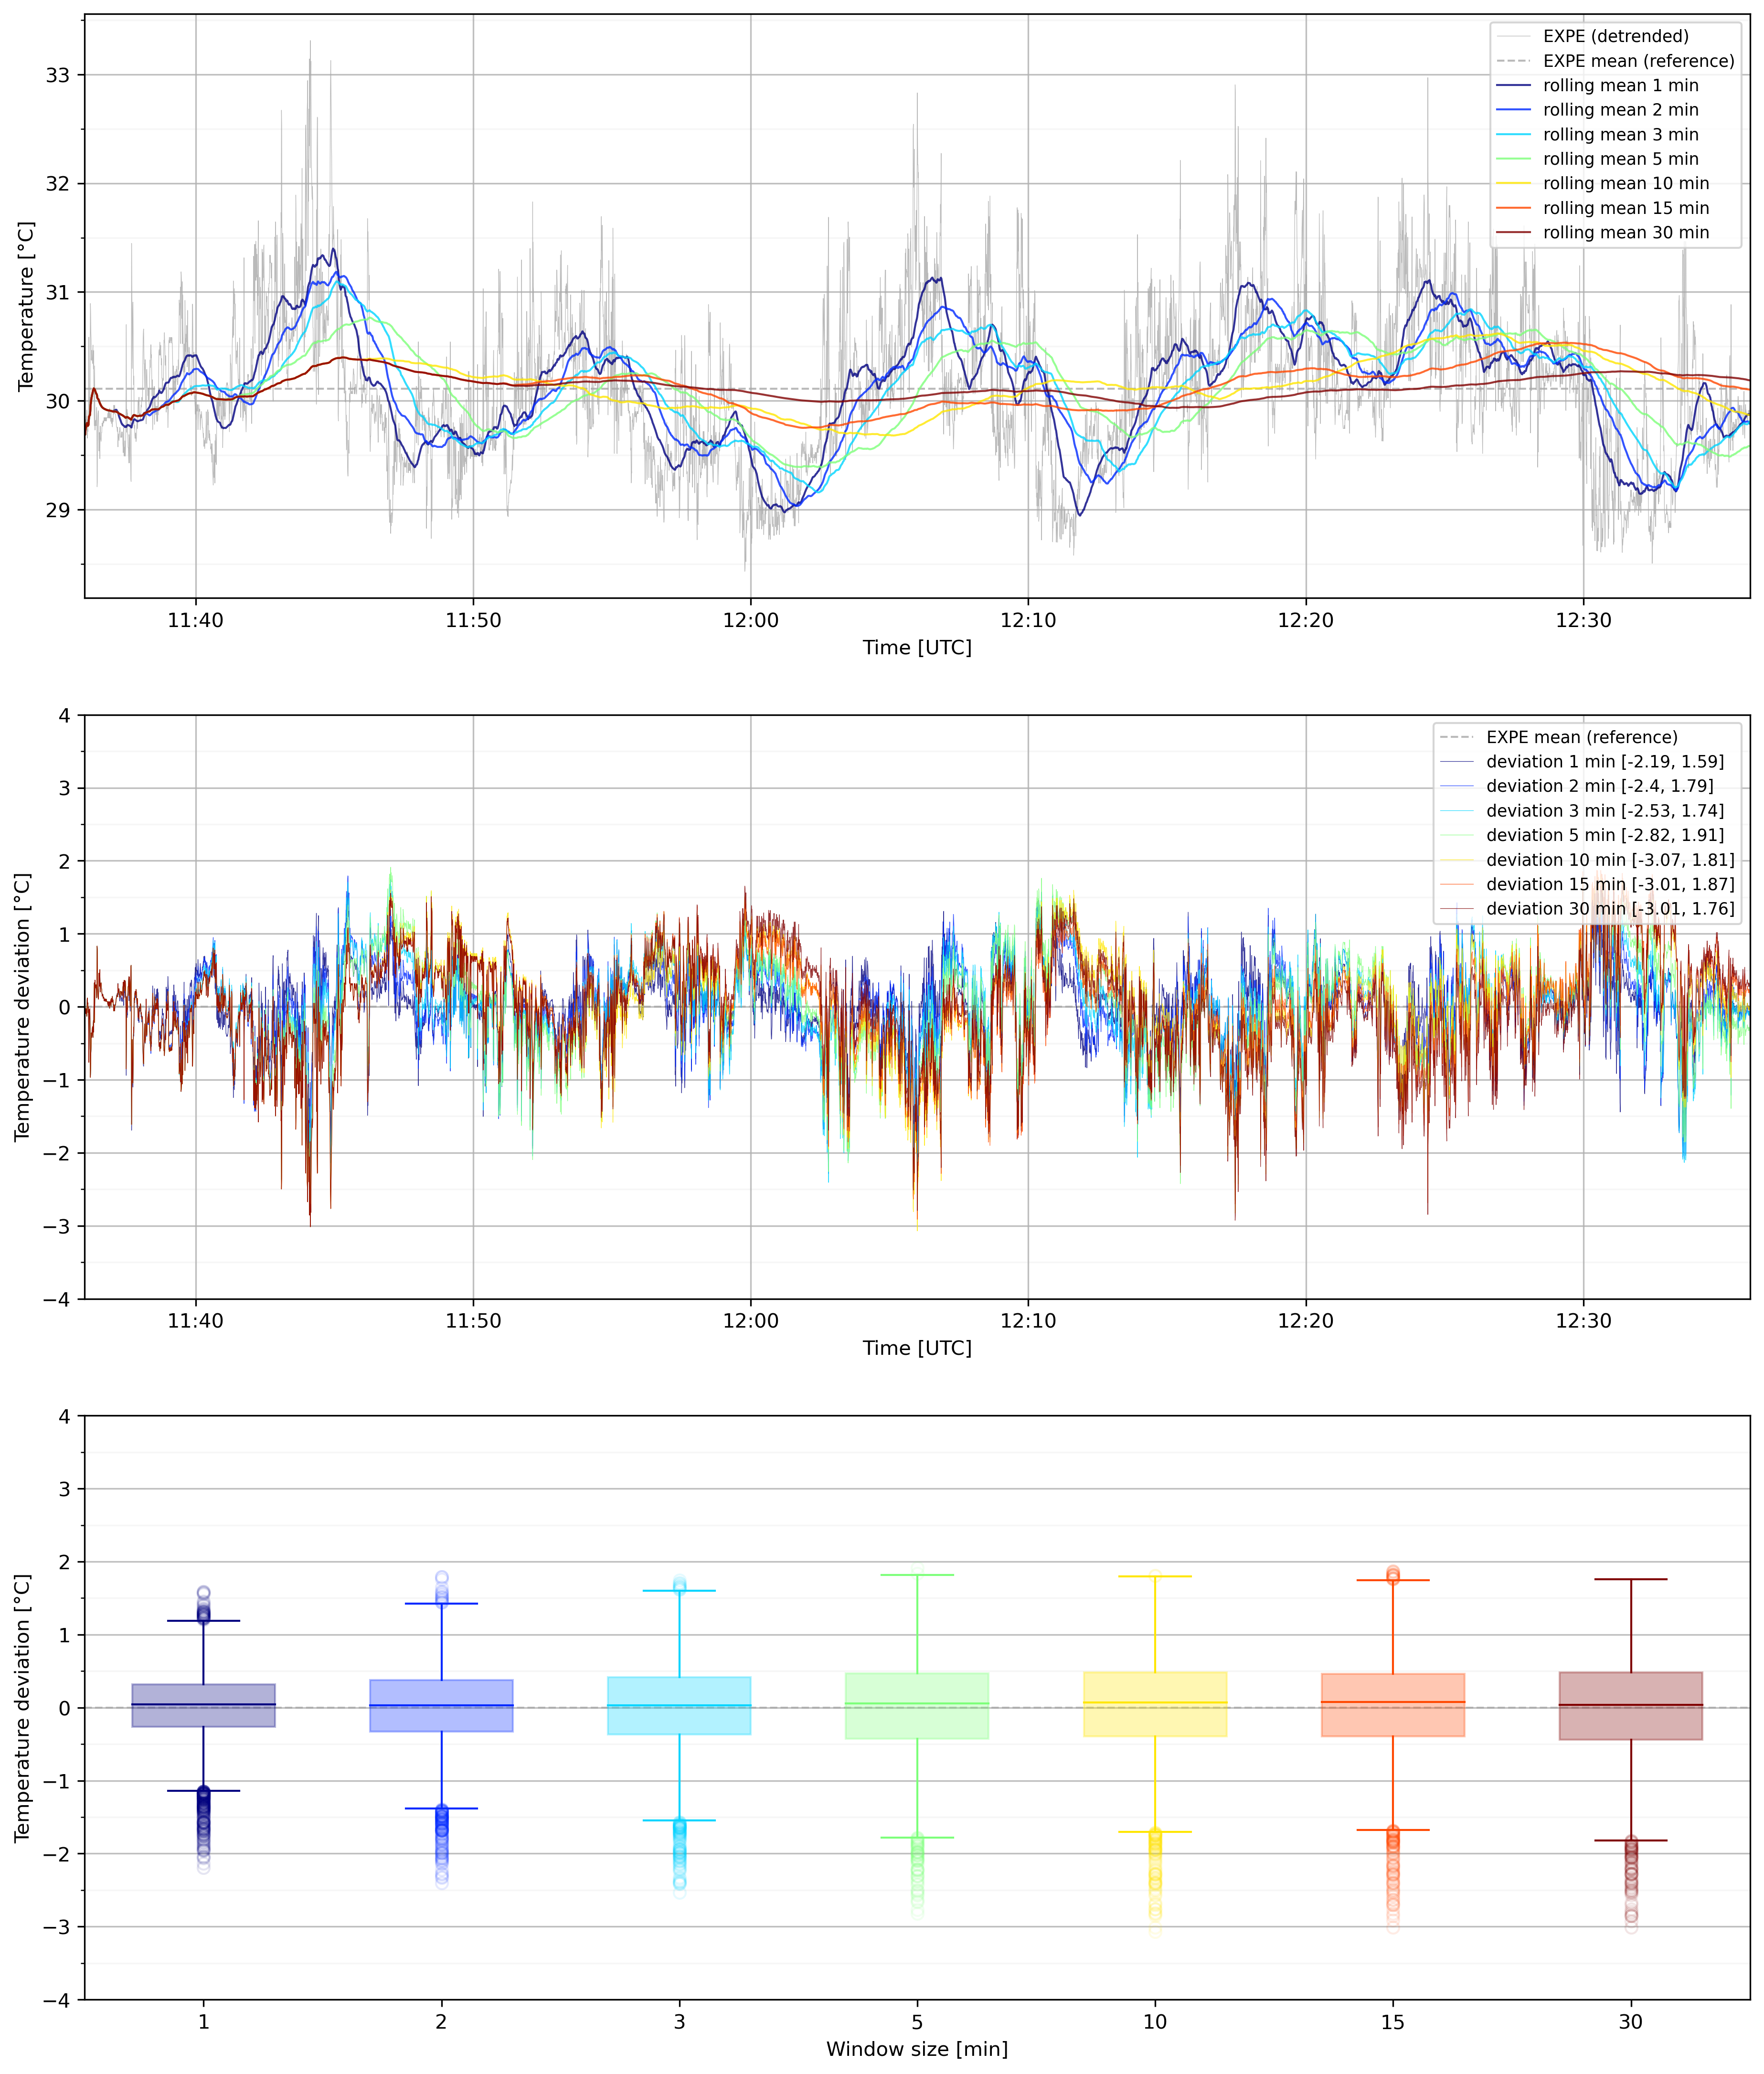 33
32
31
30
29
Temperature [°C]
EXPE (detrended)
EXPE mean (reference)
rolling mean 1 min
rolling mean 2 min
rolling mean 3 min
rolling mean 5 min
rolling mean 10 min
rolling mean 15 min
rolling mean 30 min
11:40 11:50 12:00 12:10 12:20 12:30
Time [UTC]
4
3
2
1
0
−1
−2
−3
−4
Temperature deviation [°C]
EXPE mean (reference)
deviation 1 min [-2.19, 1.59]
deviation 2 min [-2.4, 1.79]
deviation 3 min [-2.53, 1.74]
deviation 5 min [-2.82, 1.91]
deviation 10 min [-3.07, 1.81]
deviation 15 min [-3.01, 1.87]
deviation 30 min [-3.01, 1.76]
11:40 11:50 12:00 12:10 12:20 12:30
Time [UTC]
4
3
2
1
0
−1
−2
−3
−4
Temperature deviation [°C]
1 2 3 5 10 15 30
Window size [min]